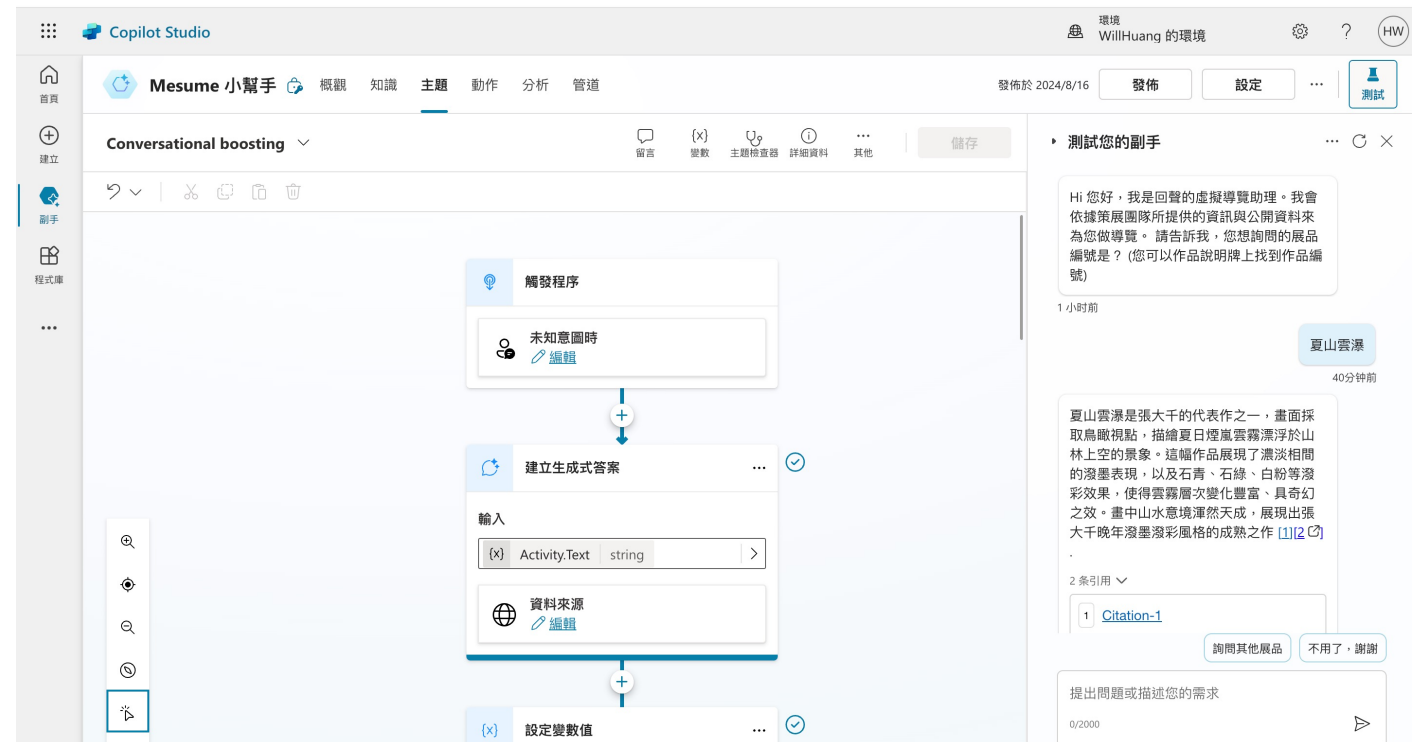 Copilot Studio
環境
WillHuang 的環境
?
HW
首頁
建立
副手
程式庫
Mesume 小幫手
概觀
知識
主題
動作
分析
管道
發佈於 2024/8/16
發佈
設定
測試
Conversational boosting
留言
{x}
變數
主題檢查器
詳細資料
其他
儲存
觸發程序
未知意圖時
編輯
建立生成式答案
輸入
{x} Activity.Text string
資料來源
編輯
{x} 設定變數值
測試您的副手
Hi 您好，我是回聲的虛擬導覽助理。我會
依據策展團隊所提供的資訊與公開資料來
為您做導覽。 請告訴我，您想詢問的展品
編號是？ (您可以作品說明牌上找到作品編
號)
1 小时前
夏山雲瀑
40分钟前
夏山雲瀑是張大千的代表作之一，畫面採
取鳥瞰視點，描繪夏日煙嵐雲霧漂浮於山
林上空的景象。這幅作品展現了濃淡相間
的潑墨表現，以及石青、石綠、白粉等潑
彩效果，使得雲霧層次變化豐富、具奇幻
之效。畫中山水意境渾然天成，展現出張
大千晚年潑墨潑彩風格的成熟之作 [1][2]
.
2 条引用
1 Citation-1
詢問其他展品
不用了，謝謝
提出問題或描述您的需求
0/2000